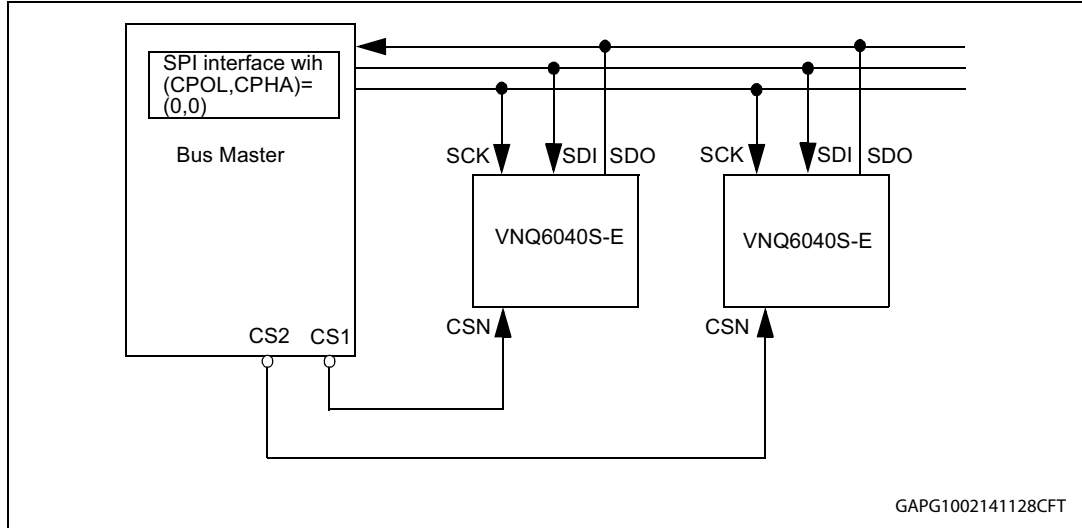 SPI interface wih
(CPOL,CPHA)=
(0,0)
Bus Master
SCK SDI SDO SCK SDI SDO
VNQ6040S-E VNQ6040S-E
CSN CSN
CS2 CS1
GAPG1002141128CFT